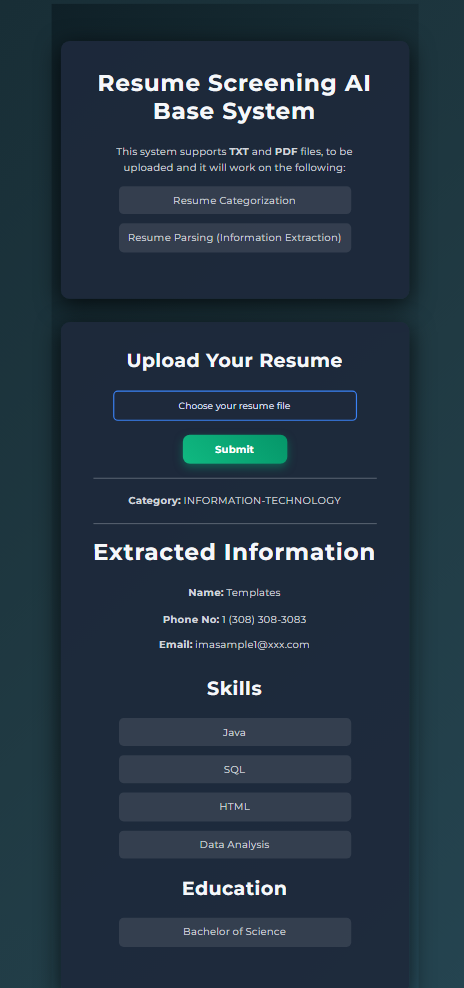 Resume Screening AI
Base System
This system supports TXT and PDF files, to be
uploaded and it will work on the following:
Resume Categorization
Resume Parsing (Information Extraction)
Upload Your Resume
Choose your resume file
Submit
Category: INFORMATION-TECHNOLOGY
Extracted Information
Name: Templates
Phone No: 1 (308) 308-3083
Email: imasample1@xxx.com
Skills
Java
SQL
HTML
Data Analysis
Education
Bachelor of Science